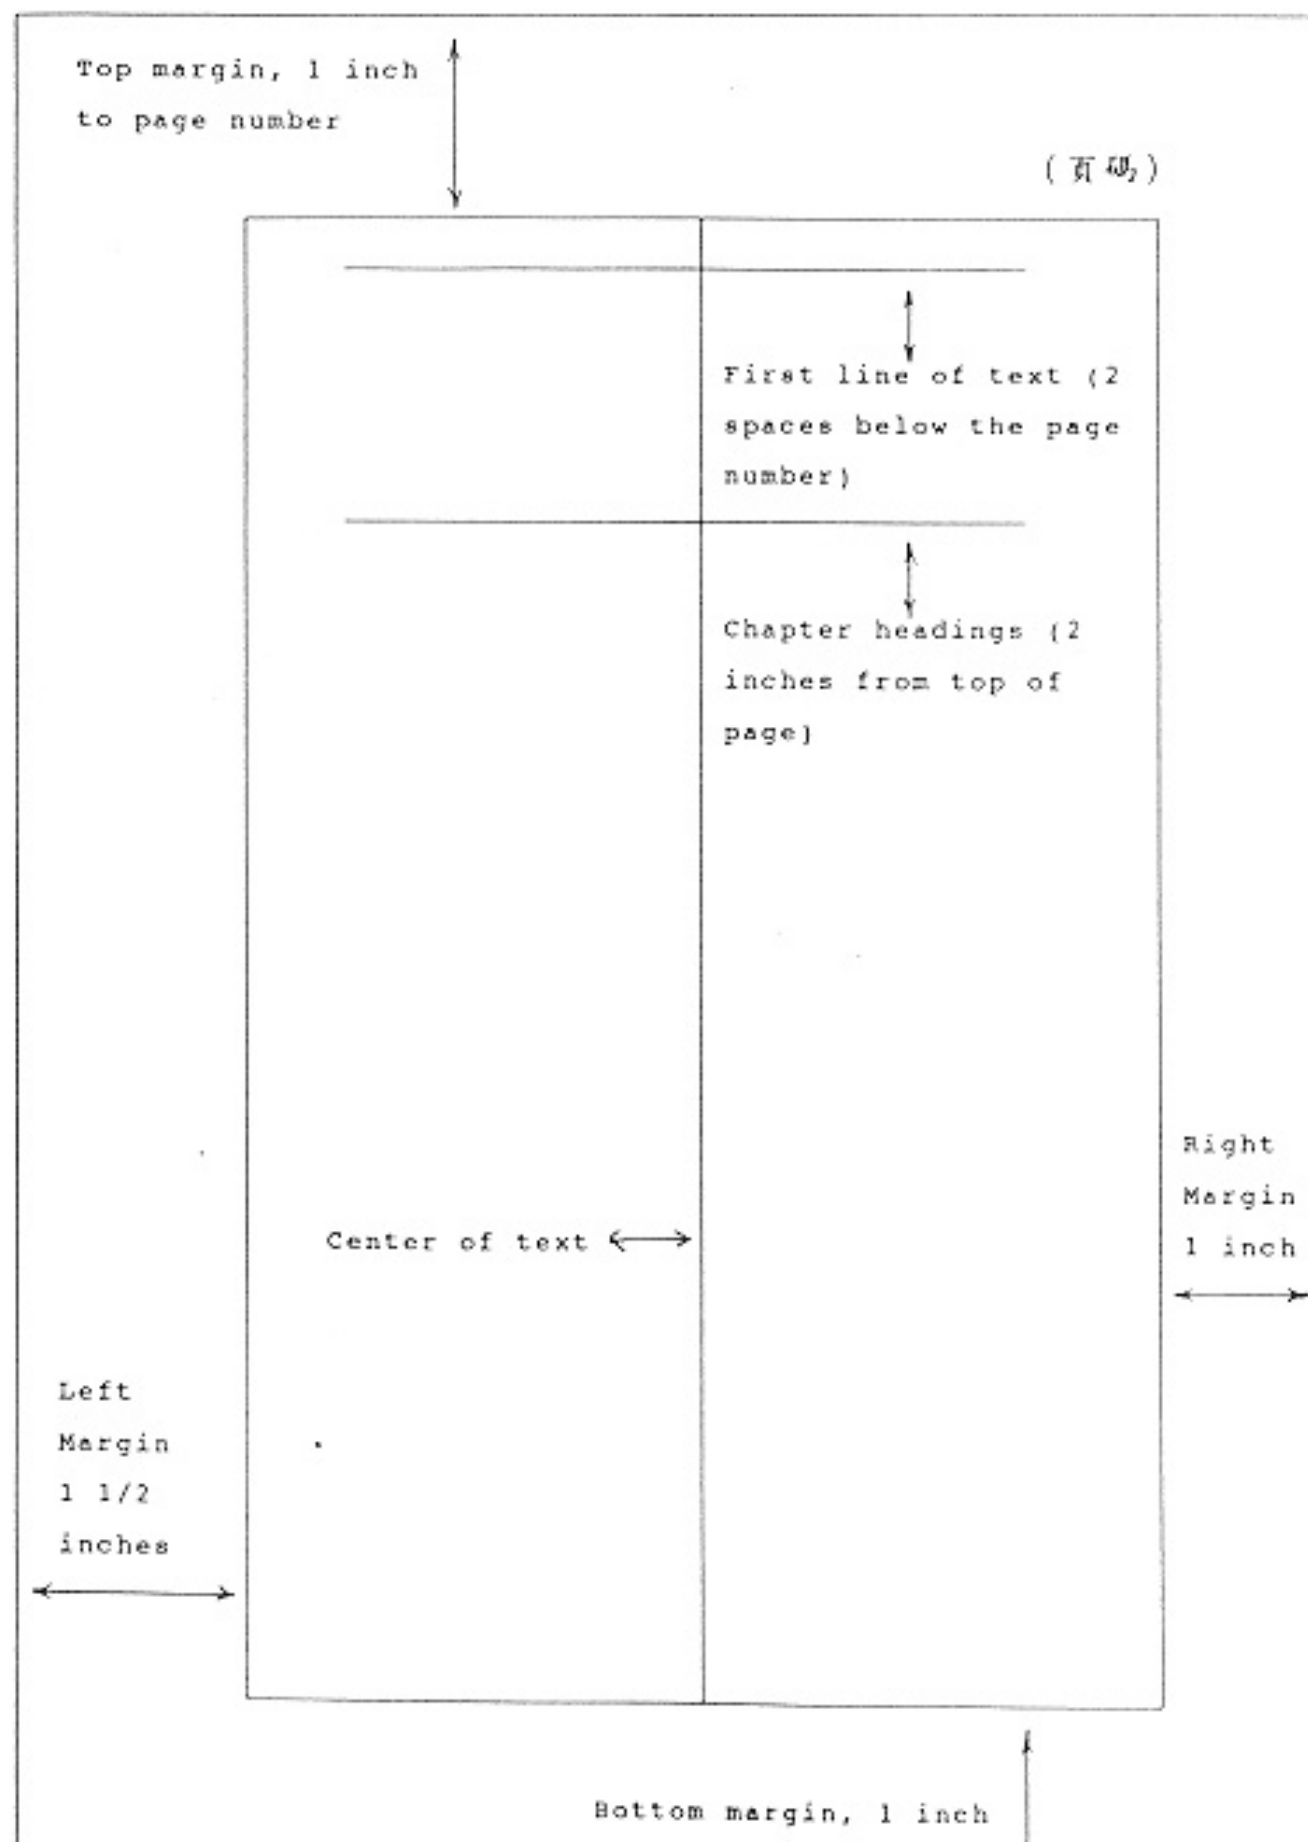 Top margin, 1 inch
to page number
(頁碼)
First line of text (2
spaces below the page
number)
Chapter headings (2
inches from top of
page)
Right
Margin
1 inch
Center of text
Left
Margin
1 1/2
inches
Bottom margin, 1 inch